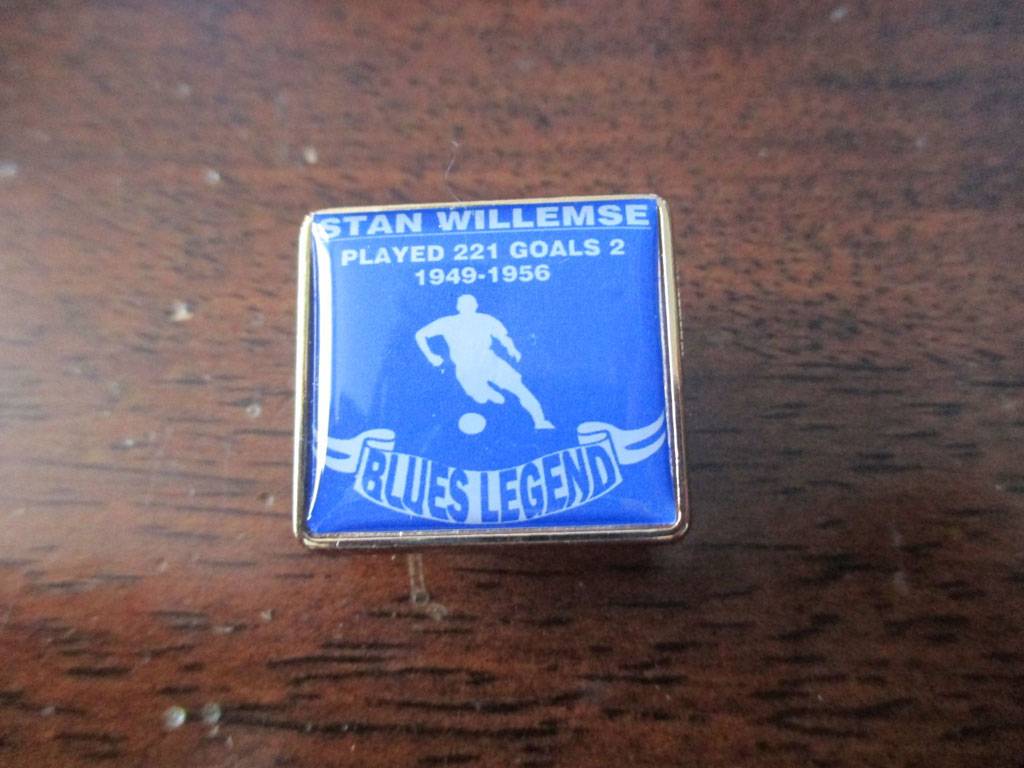 STAN WILLEMSE
PLAYED 221 GOALS 2
1949-1956
BLUES LEGEND